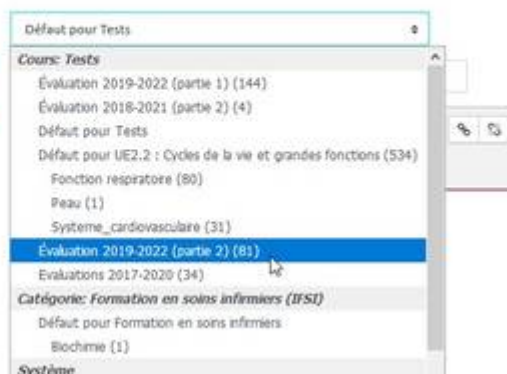 Défaut pour Tests
Cours: Tests
Évaluation 2019-2022 (partie 1) (144)
Évaluation 2018-2021 (partie 2) (4)
Défaut pour Tests
Défaut pour UE2.2 : Cycles de la vie et grandes fonctions (534)
Fonction respiratoire (80)
Peau (1)
Systeme_cardiovasculaire (31)
Évaluation 2019-2022 (partie 2) (81)
Evaluations 2017-2020 (34)
Catégorie: Formation en soins infirmiers (IFSI)
Défaut pour Formation en soins infirmiers
Biochimie (1)
Système